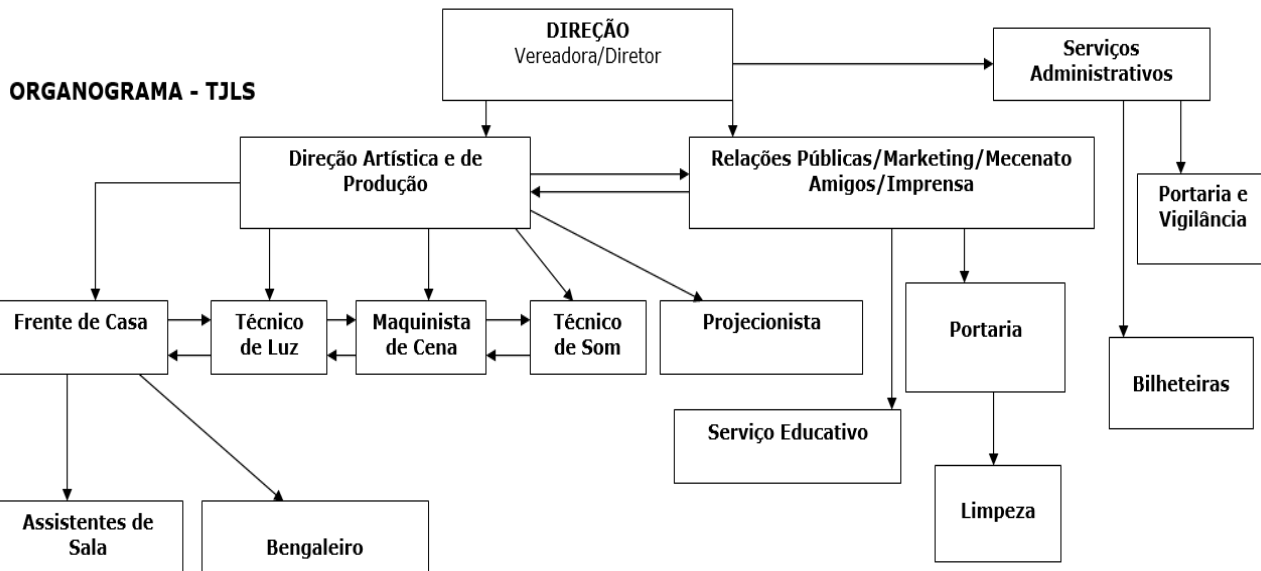 DIREÇÃO
Vereadora/Diretor
Serviços
Administrativos
ORGANOGRAMA - TJLS
Direção Artística e de
Produção
Relações Públicas/Marketing/Mecenato
Amigos/Imprensa
Portaria e
Vigilância
Frente de Casa
Técnico
de Luz
Maquinista
de Cena
Técnico
de Som
Projecionista
Portaria
Bilheteiras
Serviço Educativo
Limpeza
Assistentes de
Sala
Bengaleiro